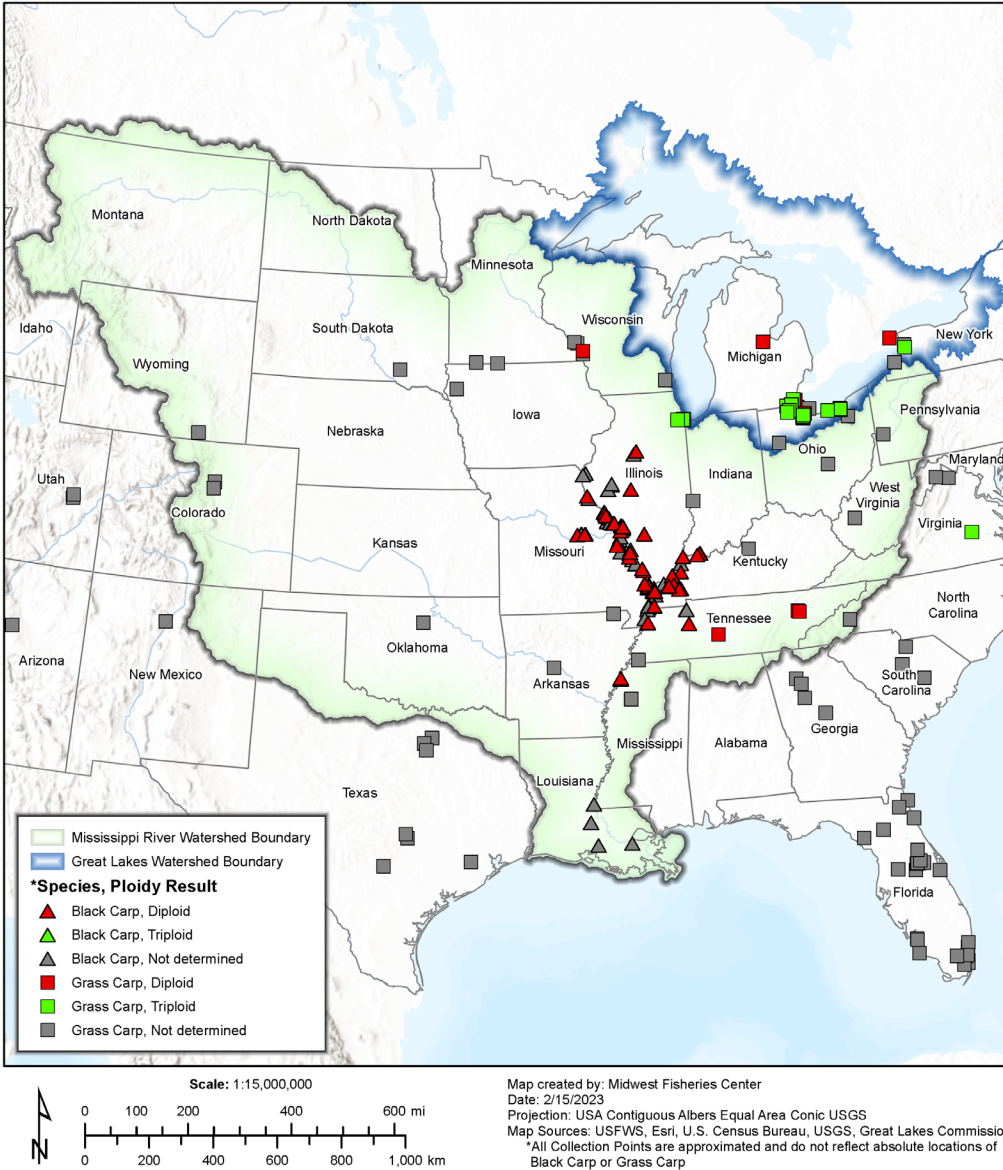 Montana
North Dakota
Minnesota
Idaho
South Dakota
Wisconsin
New York
Michigan
Wyoming
Iowa
Pennsylvania
Nebraska
Ohio
Maryland
Illinois
Indiana
Utah
West
Virginia
Colorado
Virginia
Kansas
Missouri
Kentucky
North
Carolina
Tennessee
Oklahoma
Arizona
New Mexico
Arkansas
South
Carolina
Georgia
Mississippi
Alabama
Louisiana
Texas
Florida
Mississippi River Watershed Boundary
Great Lakes Watershed Boundary
*Species, Ploidy Result
Black Carp, Diploid
Black Carp, Triploid
Black Carp, Not determined
Grass Carp, Diploid
Grass Carp, Triploid
Grass Carp, Not determined
Scale: 1:15,000,000
0 200 400 600 mi
0 200 400 600 800 1,000 km
N
Map created by: Midwest Fisheries Center
Date: 2/15/2023
Projection: USA Contiguous Albers Equal Area Conic USGS
Map Sources: USFWS, Esri, U.S. Census Bureau, USGS, Great Lakes Commissio
*All Collection Points are approximated and do not reflect absolute locations of
Black Carp or Grass Carp